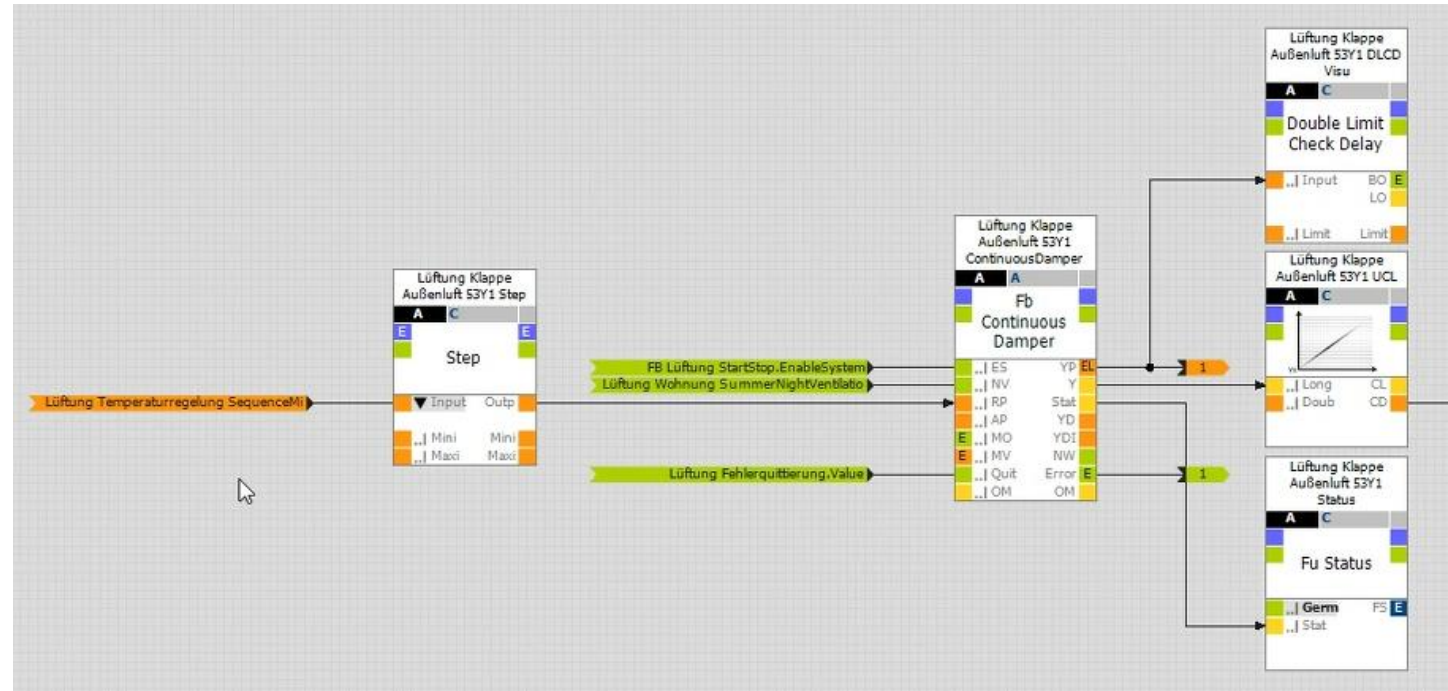 Lüftung Klappe
Außenluft 53Y1 DLCD
Visu
A C
Double Limit
Check Delay
..| Input BO E
LO
..| Limit Limit
Lüftung Klappe
Außenluft 53Y1
ContinuousDamper
A A
Fb
Continuous
Damper
..| ES YP EL
..| NV Y
..| RP Stat
..| AP YD
E ..| MO YDI
E ..| MV NW
..| Quit Error E
..| OM OM
Lüftung Klappe
Außenluft 53Y1 UCL
A C
..| Long CL
..| Doub CD
Lüftung Klappe
Außenluft 53Y1 Step
A C
E E
Step
▼ Input Outp
..| Mini Mini
..| Maxi Maxi
FB Lüftung StartStop.EnableSystem
Lüftung Wohnung SummerNightVentilatio
Lüftung Temperaturregelung SequenceMi
Lüftung Fehlerquittierung.Value
1
1
Lüftung Klappe
Außenluft 53Y1
Status
A C
Fu Status
..| Germ FS E
..| Stat